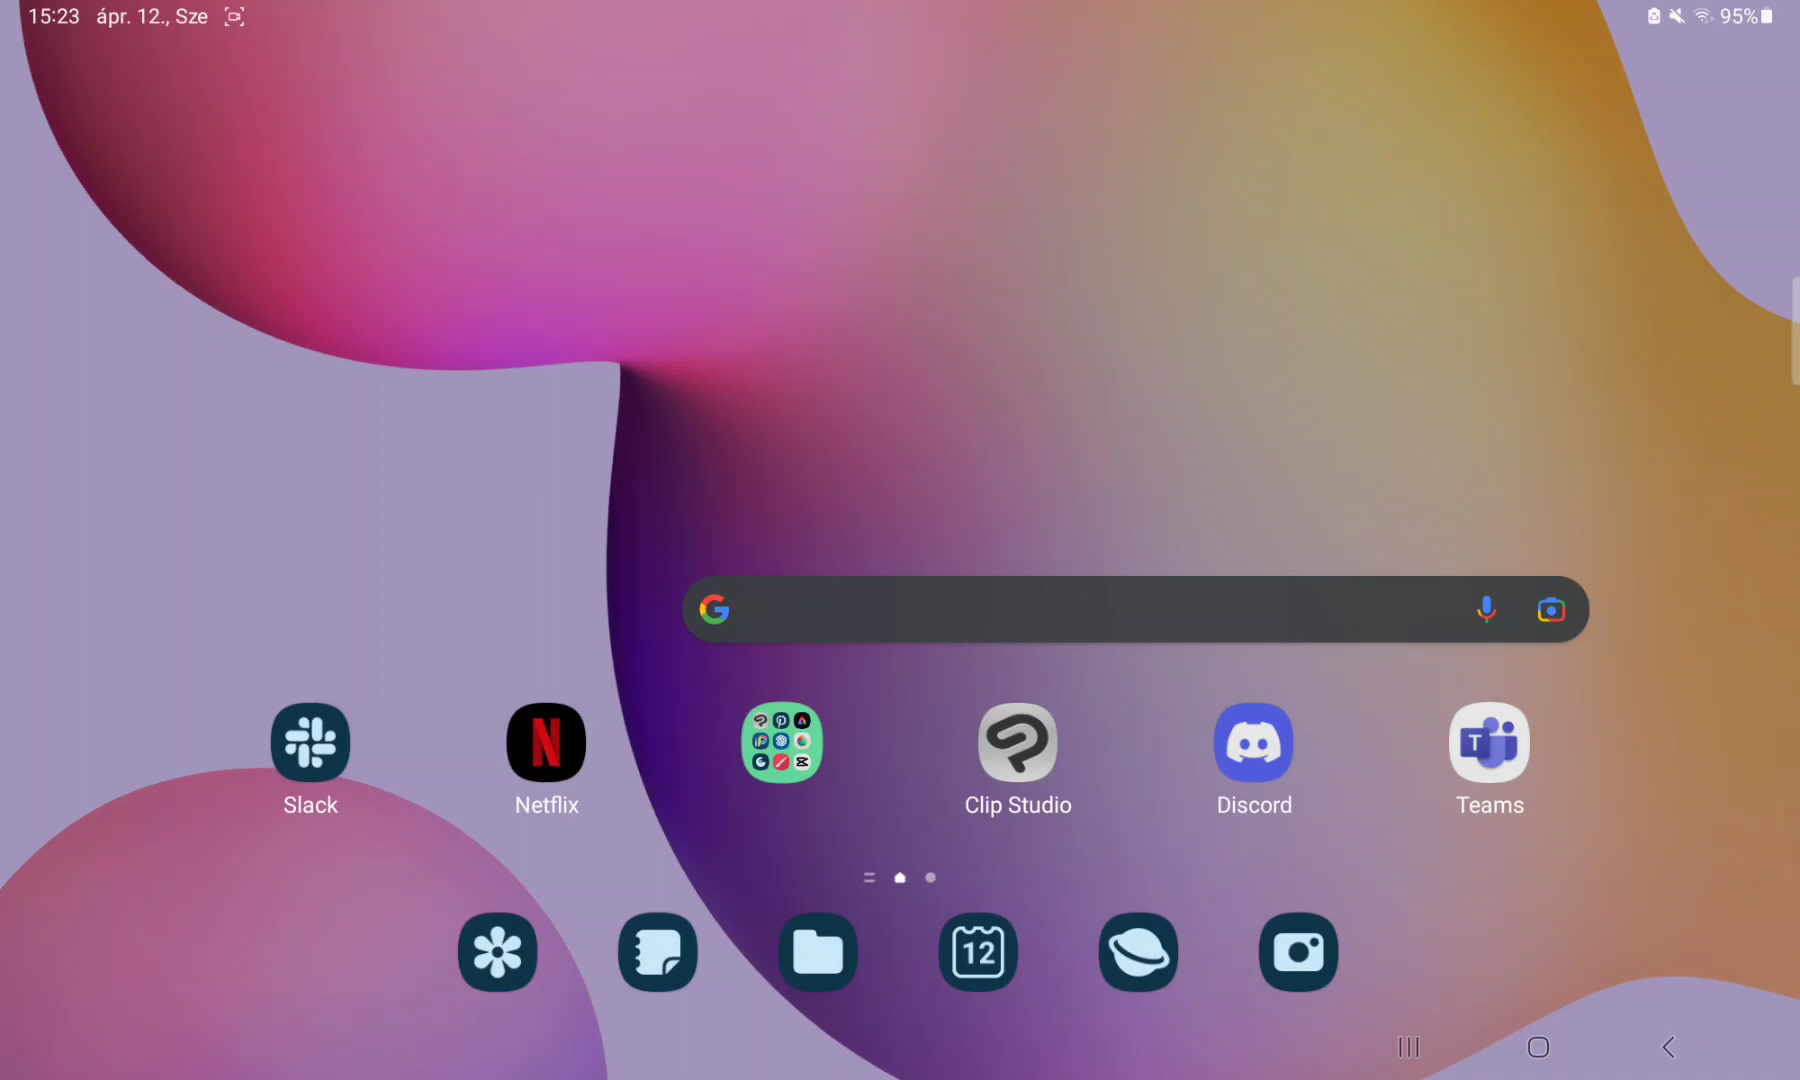 15:23 ápr. 12., Sze
95%
Slack
Netflix
Clip Studio
Discord
T
Teams
12